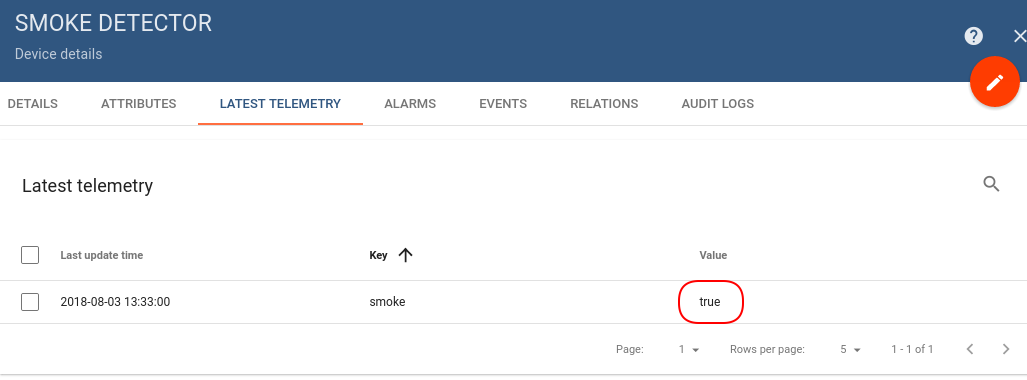 SMOKE DETECTOR
Device details
DETAILS ATTRIBUTES LATEST TELEMETRY ALARMS EVENTS RELATIONS AUDIT LOGS
Latest telemetry
Last update time Key Value
2018-08-03 13:33:00 smoke true
Page: 1 Rows per page: 5 1 - 1 of 1